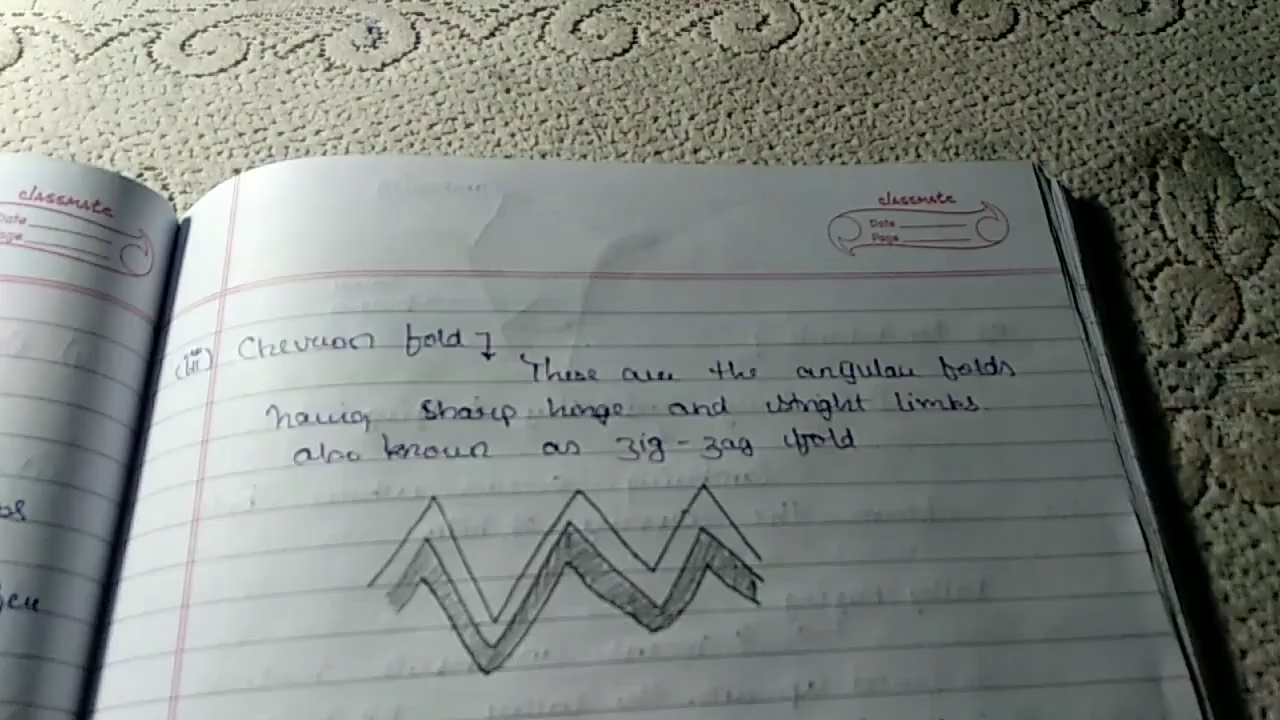 classmate
Date
Page
classmate
Date
Page
(iii) Chevron fold
These are the angular folds
having sharp hinge and stright limbs.
also known as zig-zag fold